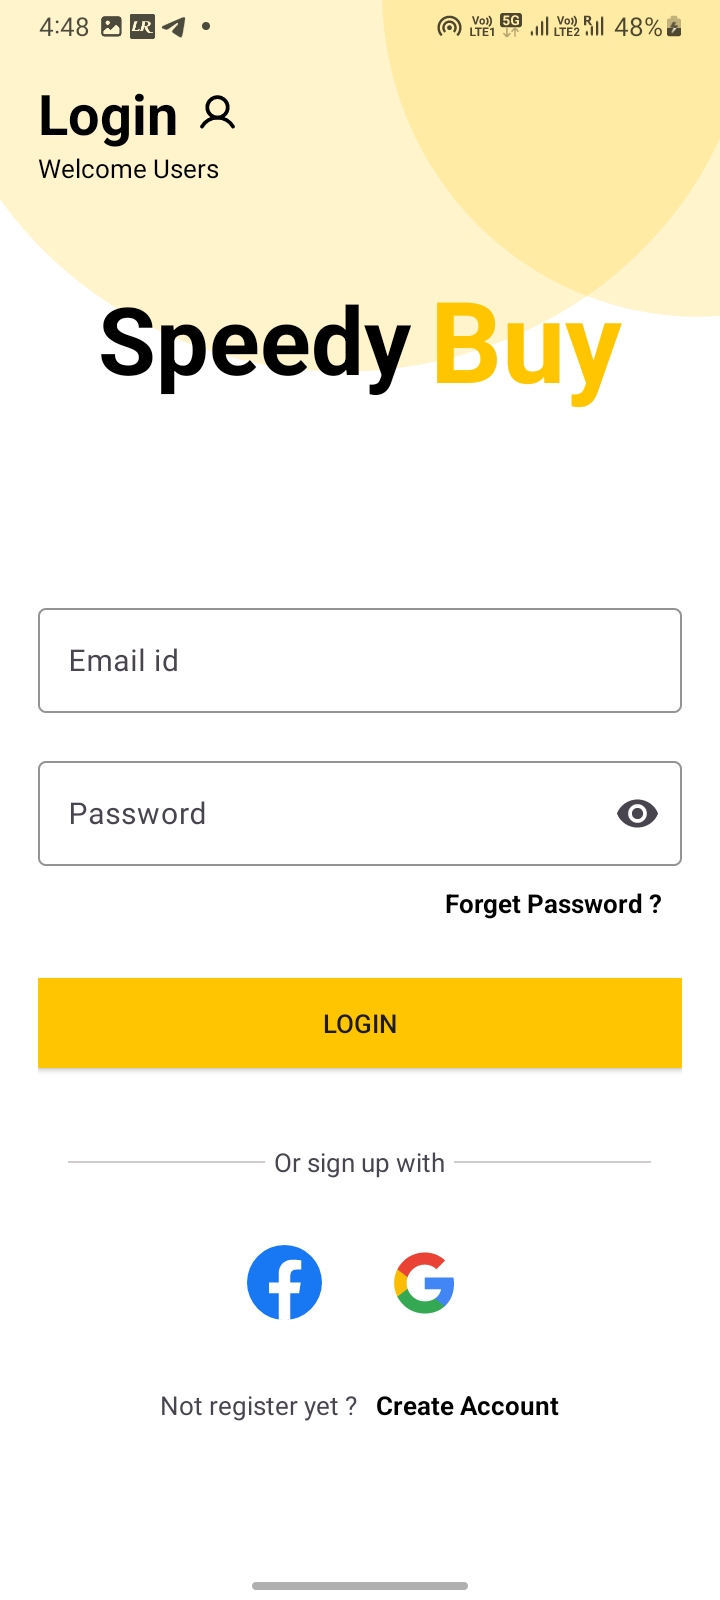 4:48 LR Vo)) LTE1 5G Vo)) LTE2 R 48%
Login
Welcome Users
Speedy Buy
Email id
Password
Forget Password ?
LOGIN
Or sign up with
Not register yet ? Create Account